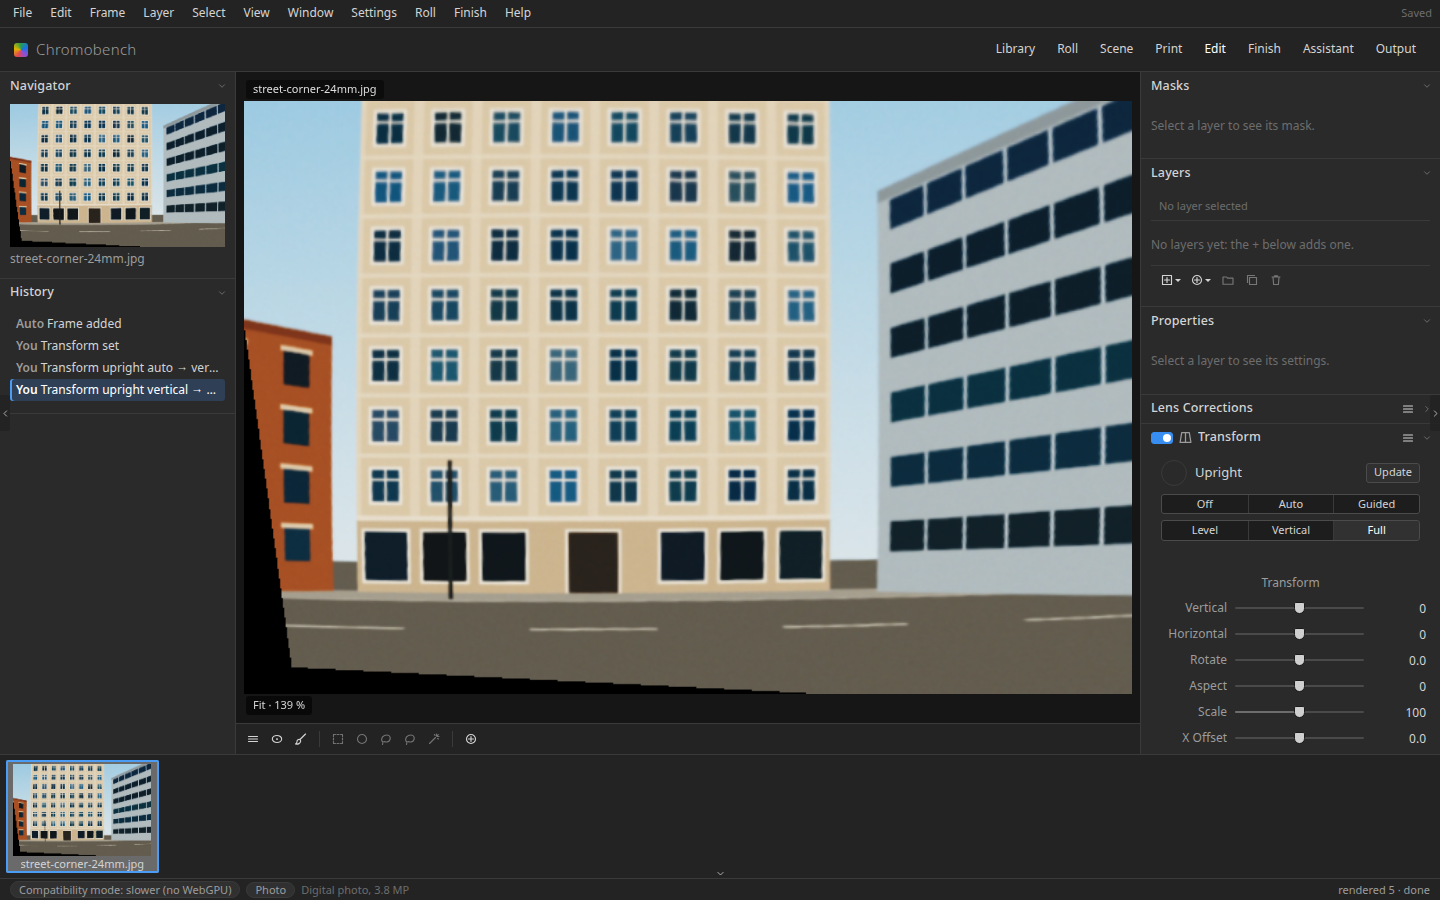 File Edit Frame Layer Select View Window Settings Roll Finish Help
Saved
Chromobench
Library Roll Scene Print Edit Finish Assistant Output
Navigator
street-corner-24mm.jpg
History
Auto Frame added
You Transform set
You Transform upright auto → ver...
You Transform upright vertical → ...
street-corner-24mm.jpg
Fit · 139 %
Masks
Select a layer to see its mask.
Layers
No layer selected
No layers yet: the + below adds one.
Properties
Select a layer to see its settings.
Lens Corrections
Transform
Upright Update
Off Auto Guided
Level Vertical Full
Transform
Vertical 0
Horizontal 0
Rotate 0.0
Aspect 0
Scale 100
X Offset 0.0
street-corner-24mm.jpg
Compatibility mode: slower (no WebGPU) Photo Digital photo, 3.8 MP
rendered 5 · done